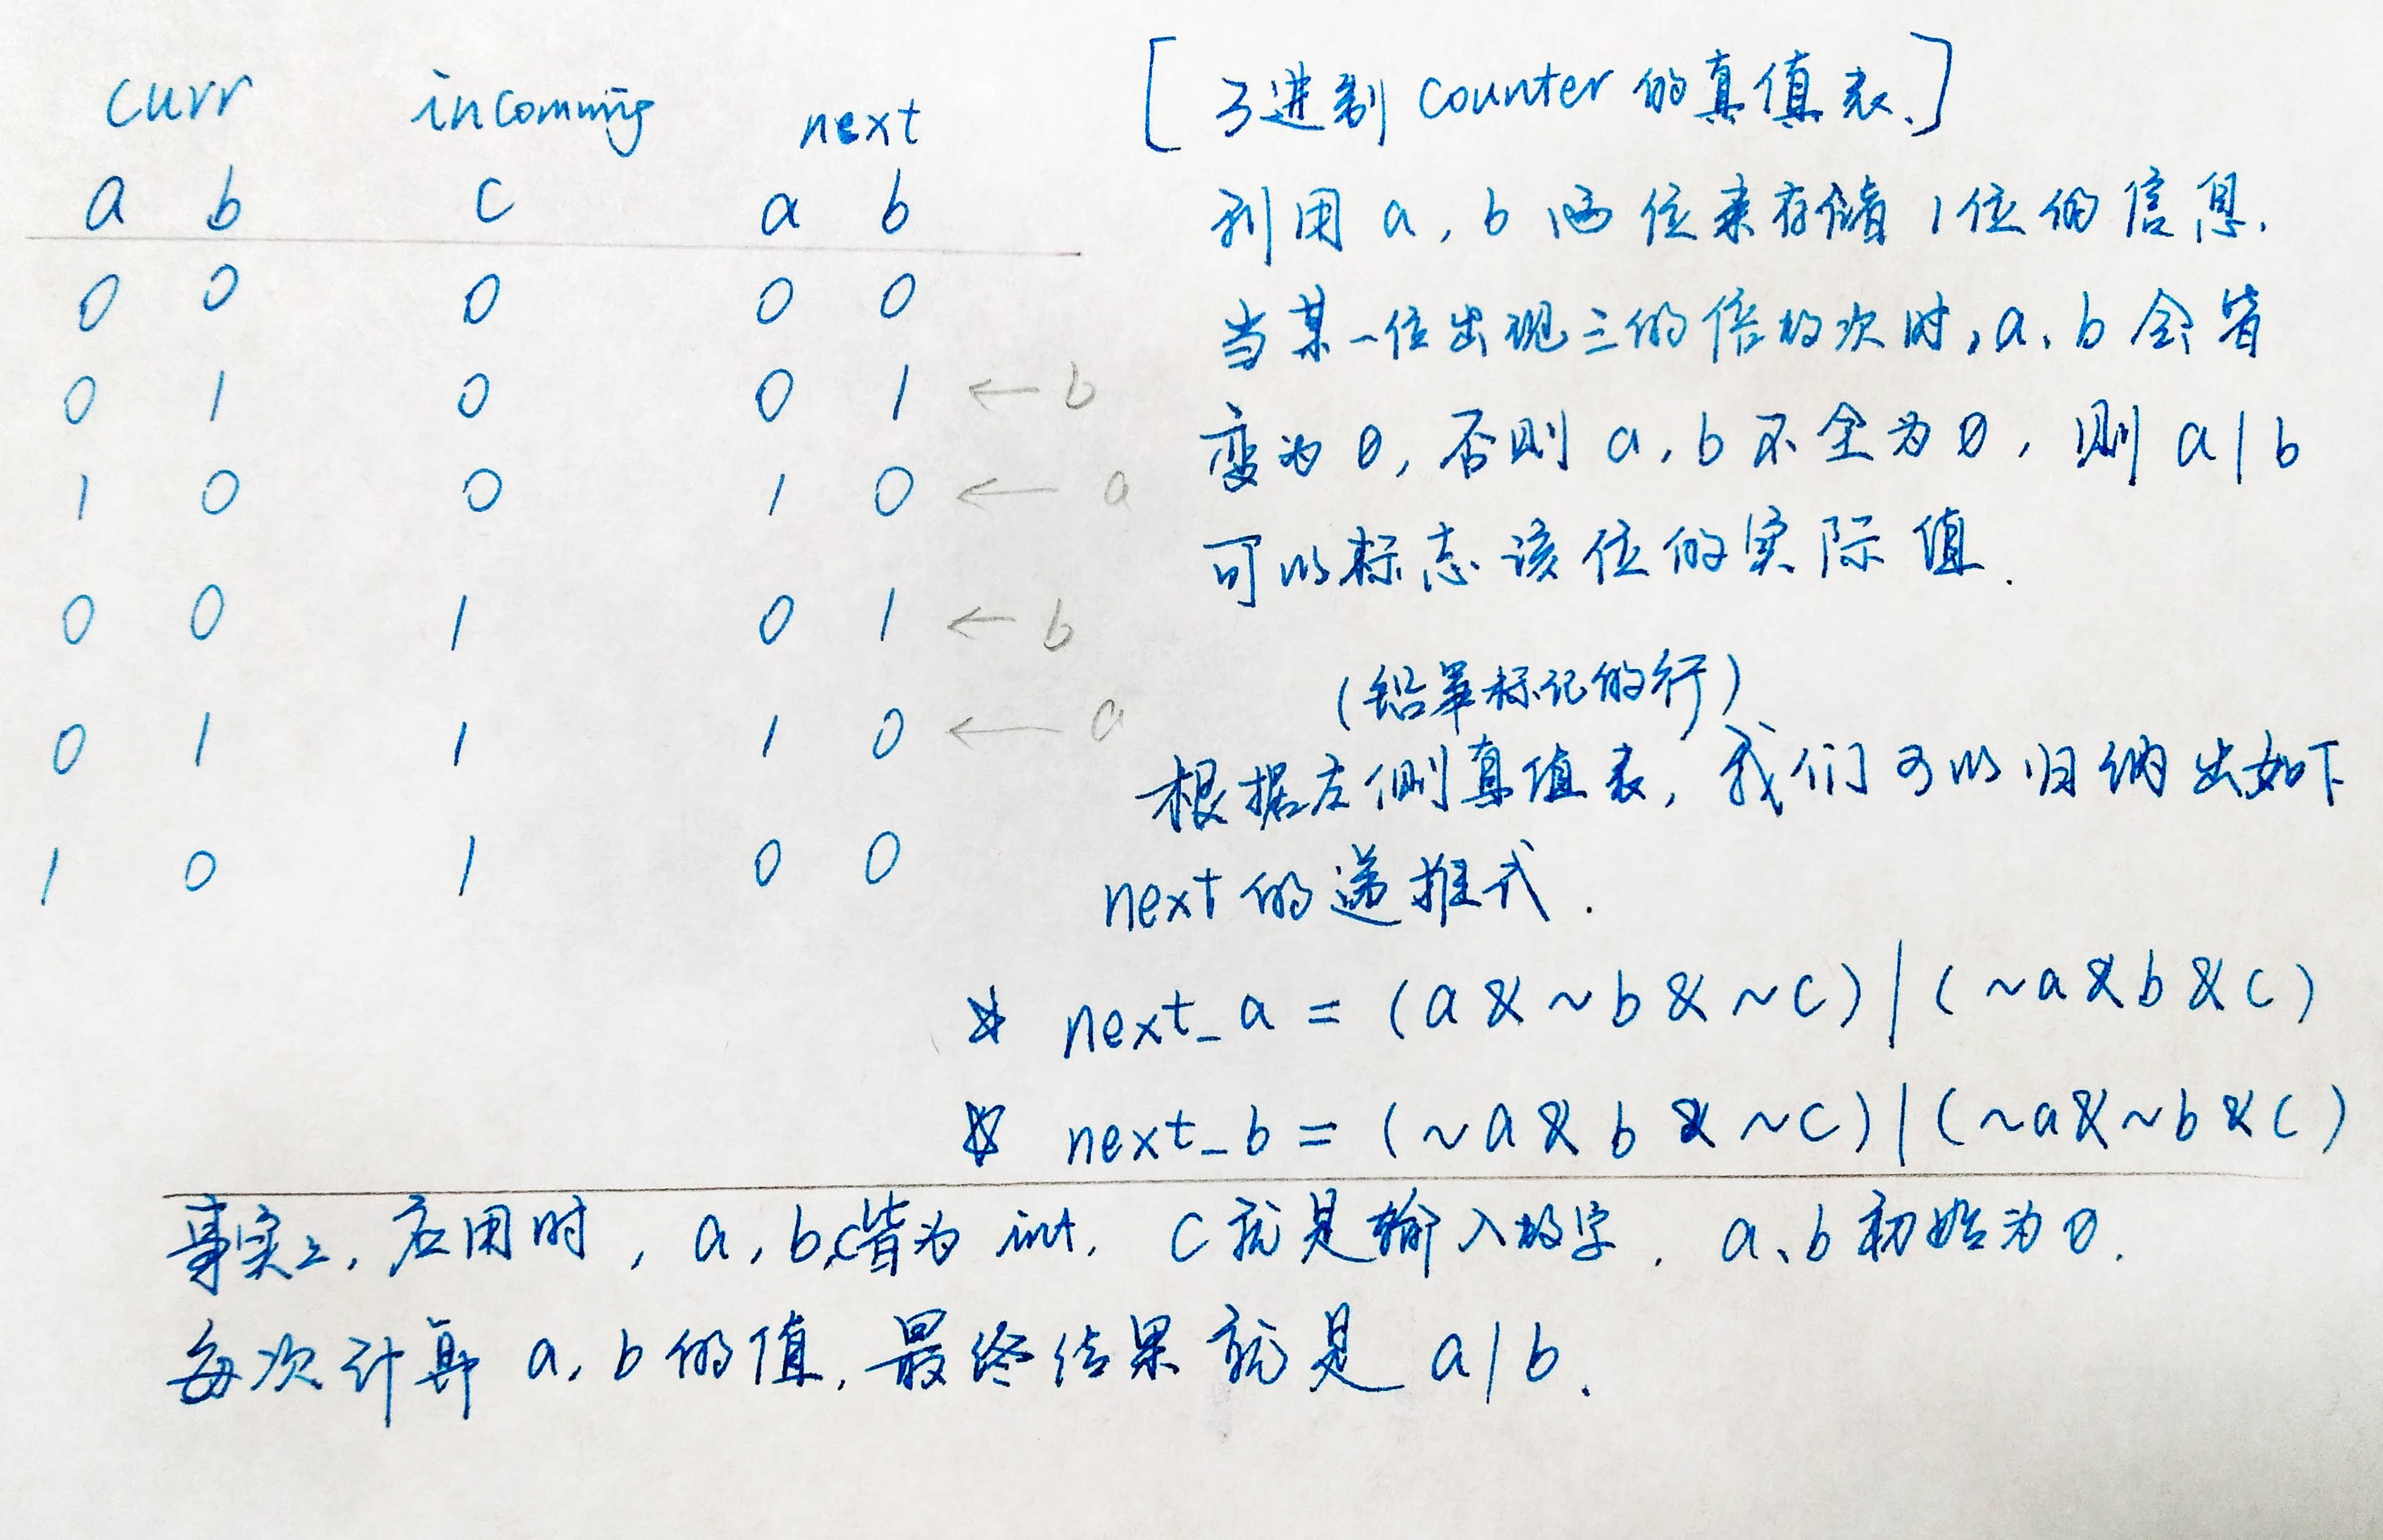 curr incoming next
a b c a b
0 0 0 0 0
0 1 0 0 1 ← b
1 0 0 1 0 ← a
0 0 1 0 1 ← b
0 1 1 1 0 ← a
1 0 1 0 0
[3进制 counter 的真值表.]
利用 a, b 两位来存储 1位的信息.
当某一位出现三的倍数次时, a、b 会皆
变为 0, 否则 a, b 不全为 0, 则 a | b
可以标志该位的实际值.
(铅笔标记的行)
根据左侧真值表, 我们可以归纳出如下
next 的递推式.
* next_a = (a & ~b & ~c) | (~a & b & c)
* next_b = (~a & b & ~c) | (~a & ~b & c)
事实上, 应用时, a, b, c皆为 int. c 就是输入数字. a、b 初始为 0.
每次计算 a, b 的值, 最终结果就是 a | b.